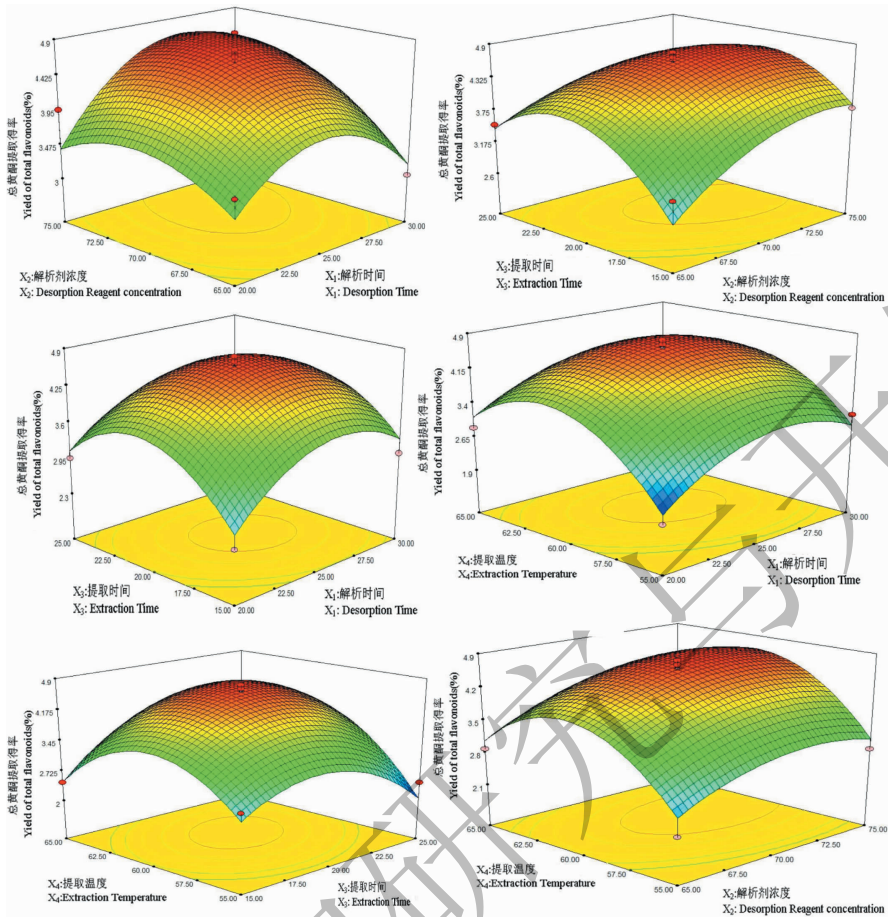 4.9
4.425
3.95
3.475
3
总黄酮提取得率
Yield of total flavonoids(%)
75.00
72.50
70.00
67.50
65.00
20.00
22.50
25.00
27.50
30.00
X₂:解析剂浓度
X₂: Desorption Reagent concentration
X₁:解析时间
X₁: Desorption Time
4.9
4.325
3.75
3.175
2.6
总黄酮提取得率
Yield of total flavonoids(%)
25.00
22.50
20.00
17.50
15.00
65.00
67.50
70.00
72.50
75.00
X₃:提取时间
X₃: Extraction Time
X₂:解析剂浓度
X₂: Desorption Reagent concentration
4.9
4.25
3.6
2.95
2.3
总黄酮提取得率
Yield of total flavonoids(%)
25.00
22.50
20.00
17.50
15.00
20.00
22.50
25.00
27.50
30.00
X₃:提取时间
X₃: Extraction Time
X₁:解析时间
X₁: Desorption Time
4.9
4.15
3.4
2.65
1.9
总黄酮提取得率
Yield of total flavonoids(%)
65.00
62.50
60.00
57.50
55.00
20.00
22.50
25.00
27.50
30.00
X₄:提取温度
X₄:Extraction Temperature
X₁:解析时间
X₁: Desorption Time
4.9
4.175
3.45
2.725
2
总黄酮提取得率
Yield of total flavonoids(%)
65.00
62.50
60.00
57.50
55.00
15.00
17.50
20.00
22.50
25.00
X₄:提取温度
X₄:Extraction Temperature
X₃:提取时间
X₃: Extraction Time
4.9
4.2
3.5
2.8
2.1
总黄酮提取得率
Yield of total flavonoids(%)
65.00
62.50
60.00
57.50
55.00
65.00
67.50
70.00
72.50
75.00
X₄:提取温度
X₄:Extraction Temperature
X₂:解析剂浓度
X₂: Desorption Reagent concentration
研究与开